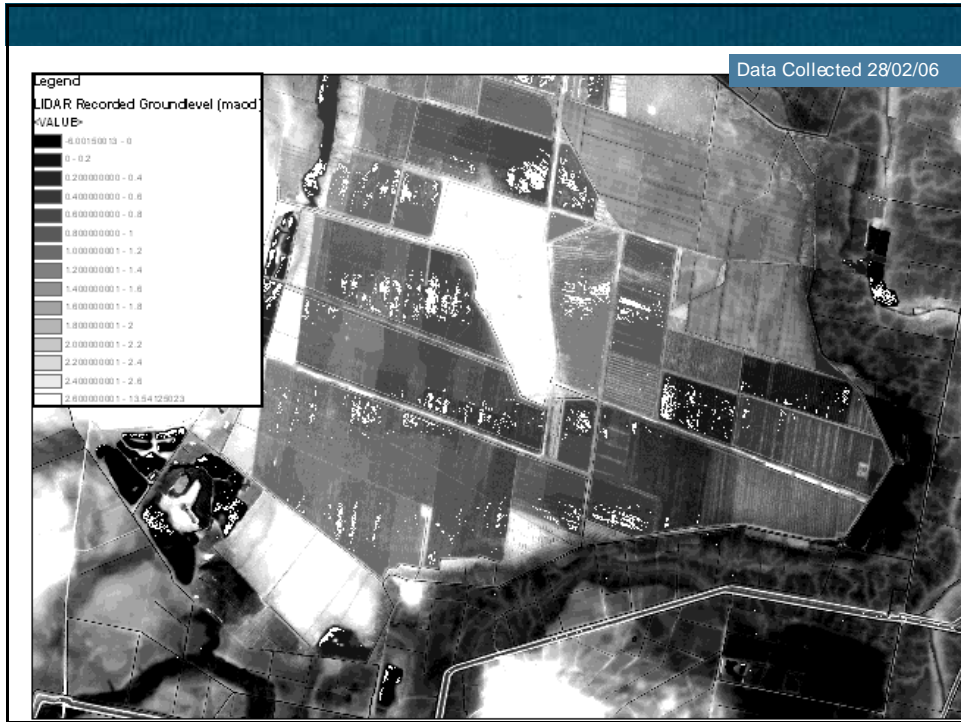 Data Collected 28/02/06
Legend
LIDAR Recorded Groundlevel (maod)
<VALUE>
-6.00150013 - 0
0 - 0.2
0.200000000 - 0.4
0.400000000 - 0.6
0.600000000 - 0.8
0.800000000 - 1
1.000000001 - 1.2
1.200000001 - 1.4
1.400000001 - 1.6
1.600000001 - 1.8
1.800000001 - 2
2.000000001 - 2.2
2.200000001 - 2.4
2.400000001 - 2.6
2.600000001 - 13.54125023